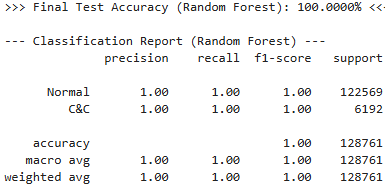 >>> Final Test Accuracy (Random Forest): 100.0000% <<
--- Classification Report (Random Forest) ---
precision recall f1-score support
Normal 1.00 1.00 1.00 122569
C&C 1.00 1.00 1.00 6192
accuracy 1.00 128761
macro avg 1.00 1.00 1.00 128761
weighted avg 1.00 1.00 1.00 128761